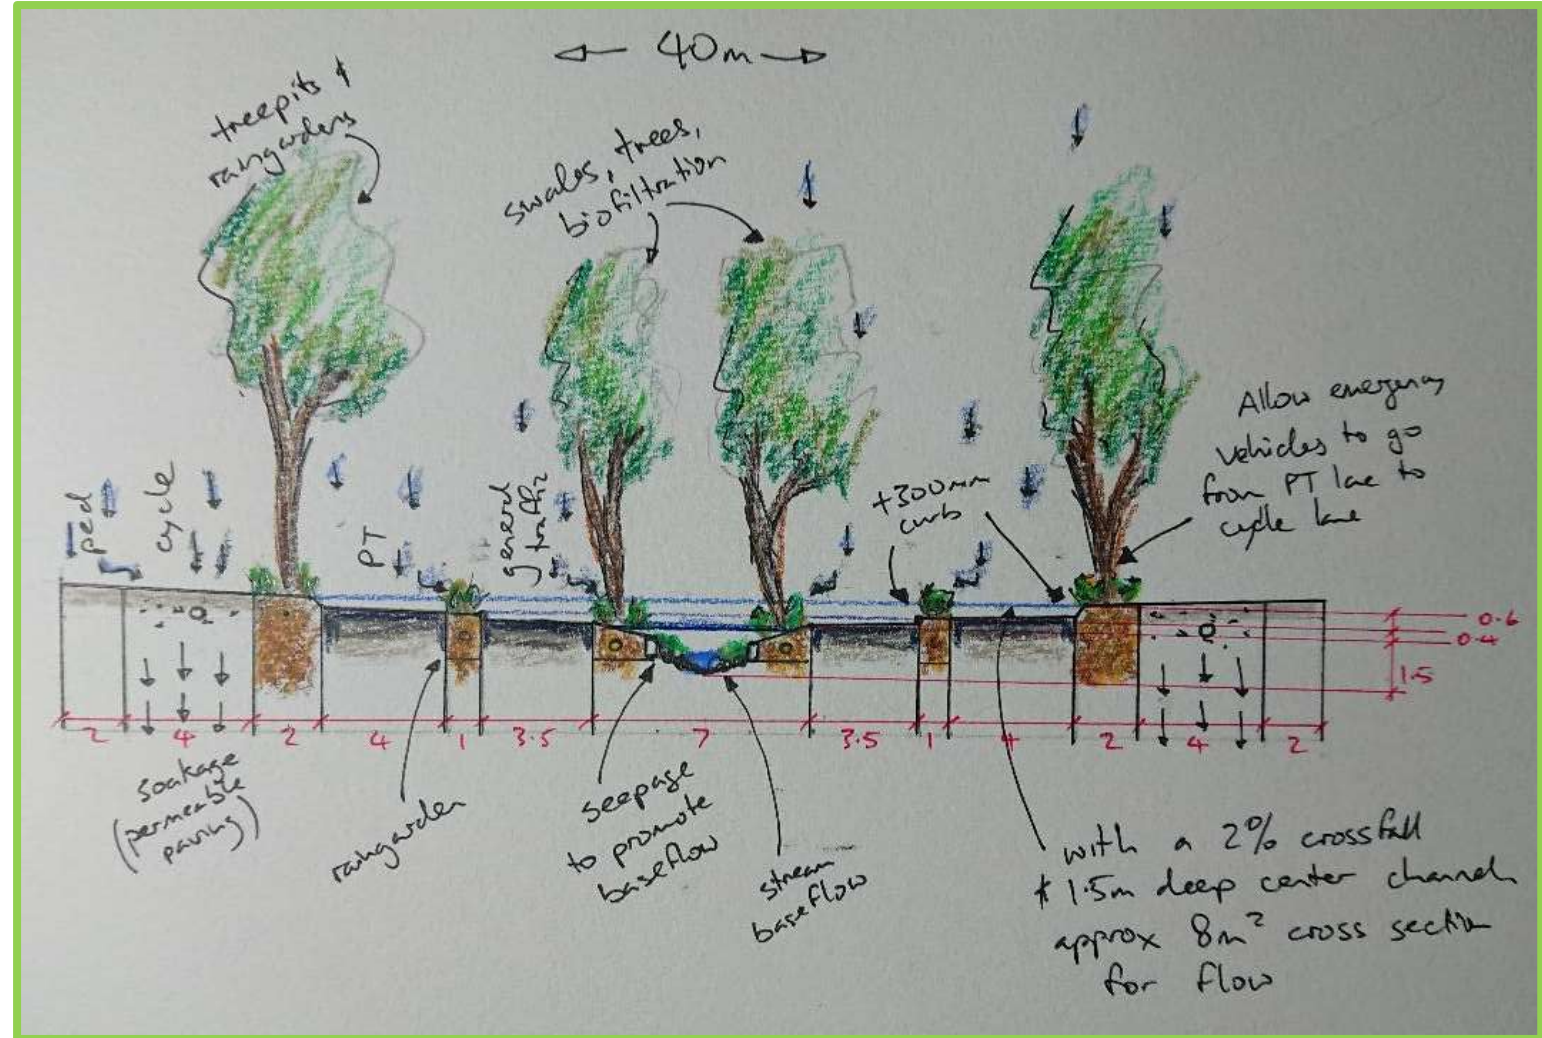 40m
treepits &
raingardens
swales, trees,
biofiltration
Allow emergency
vehicles to go
from PT lane to
cycle lane
+300mm
curb
ped
cycle
PT
general
traffic
0.6
0.4
1.5
2
4
2
4
1
3.5
7
3.5
1
4
2
4
2
soakage
(permeable
paving)
raingarden
seepage
to promote
baseflow
stream
baseflow
with a 2% crossfall
& 1.5m deep center channel
approx 8m² cross section
for flow